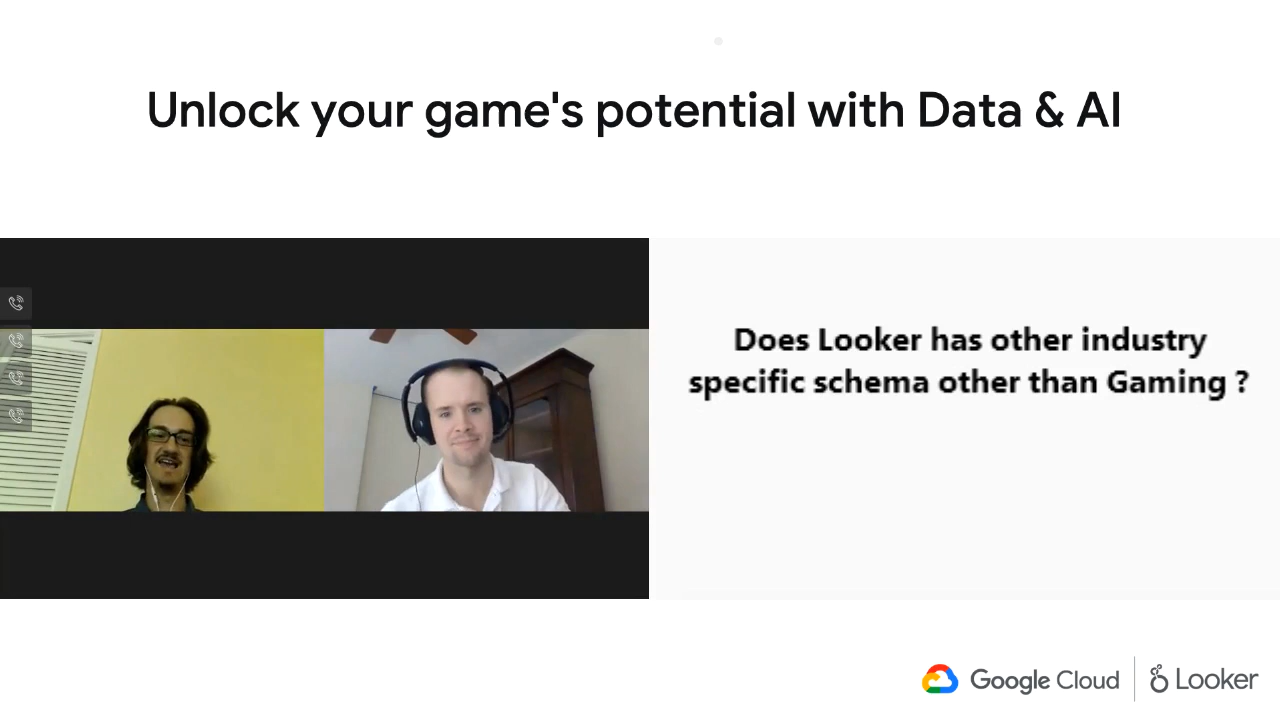 Unlock your game's potential with Data & AI
Does Looker has other industry
specific schema other than Gaming ?
Google Cloud
Looker